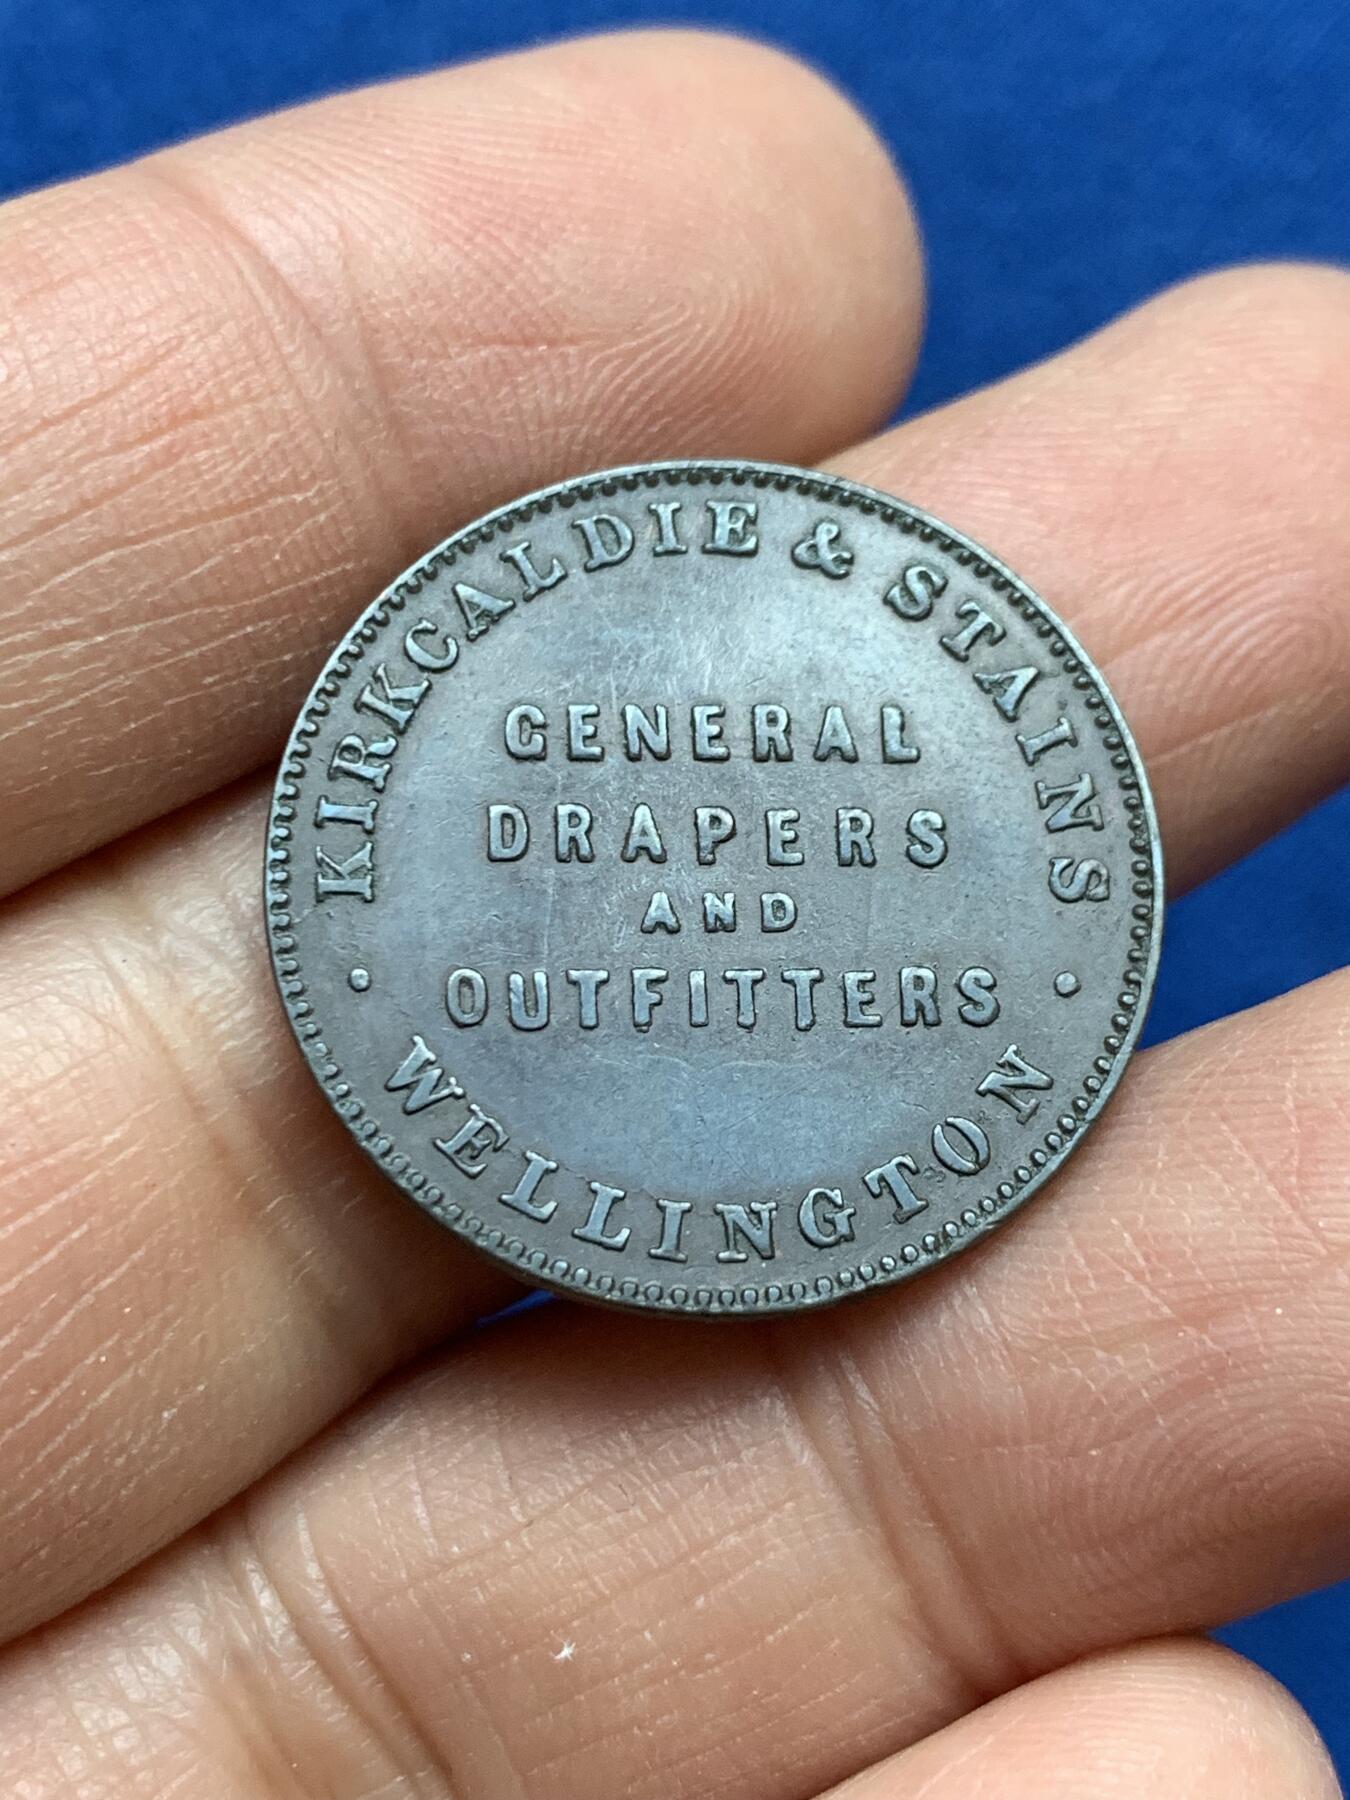 KIRKCALDIE & STAINS
GENERAL
DRAPERS
AND
OUTFITTERS
• WELLINGTON •